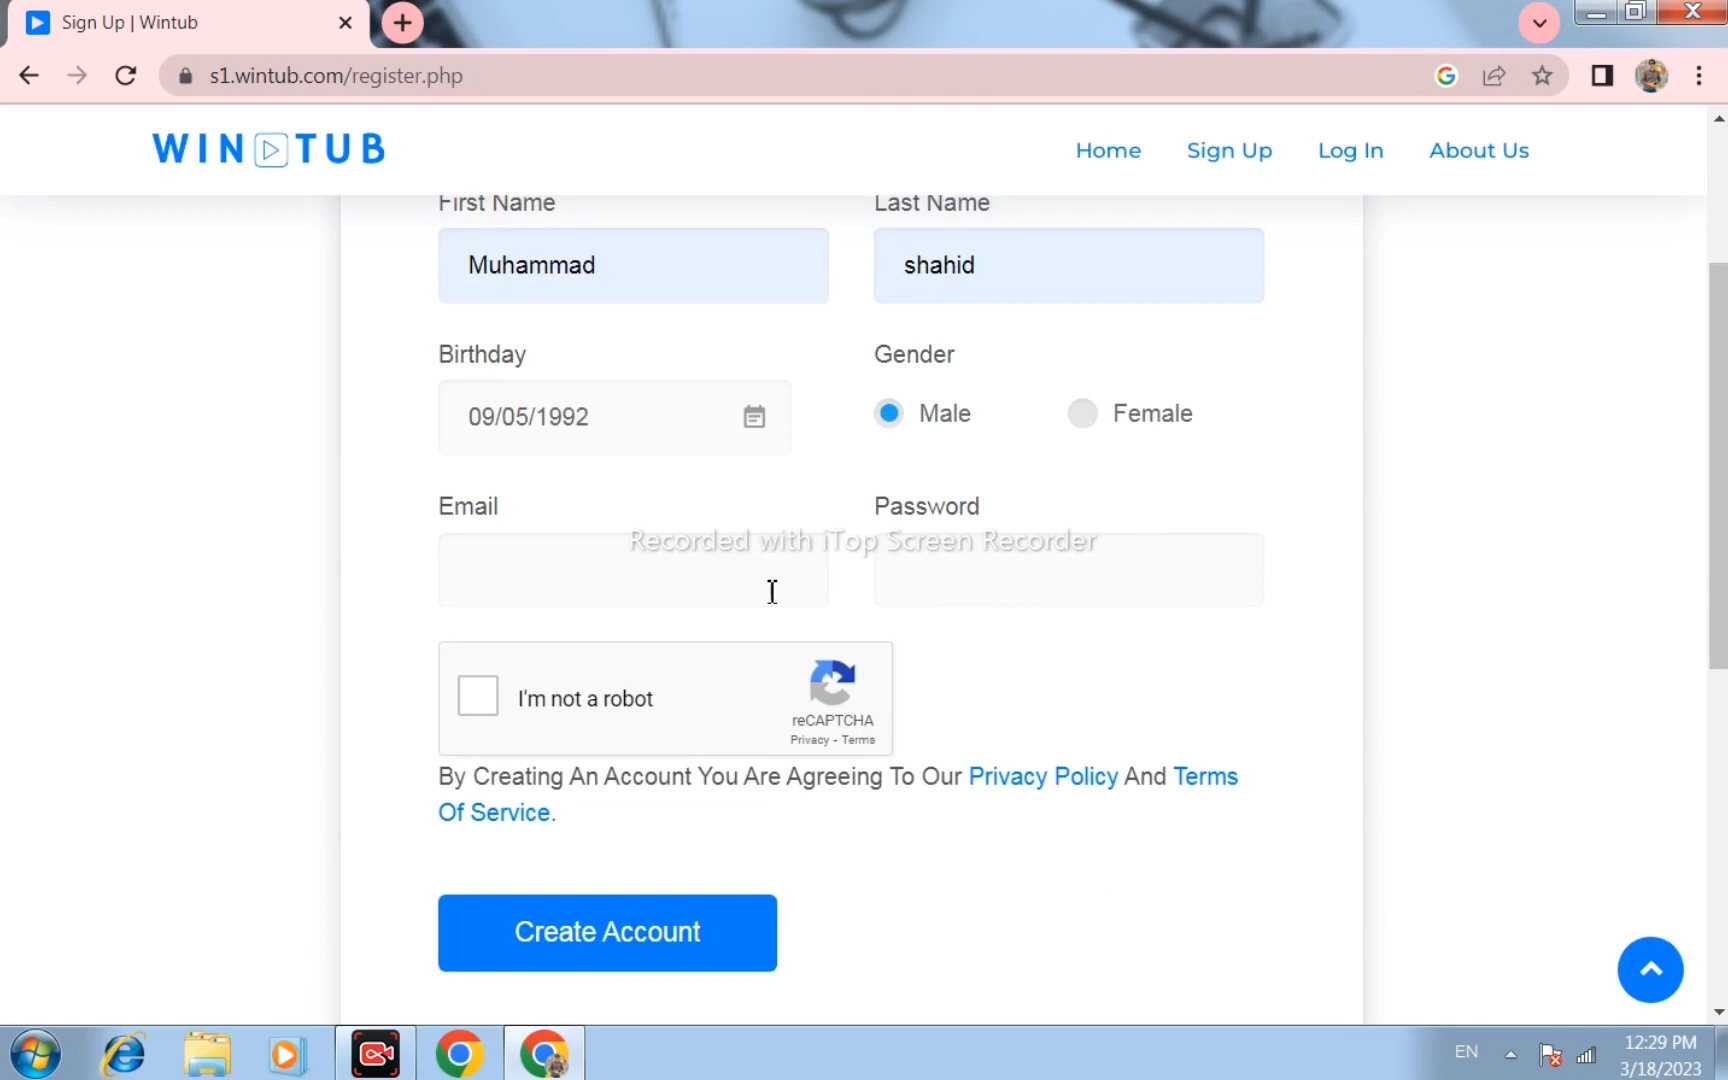 Sign Up | Wintub
s1.wintub.com/register.php
WIN TUB
Home Sign Up Log In About Us
First Name Last Name
Muhammad shahid
Birthday Gender
09/05/1992 Male Female
Email Password
Recorded with iTop Screen Recorder
I'm not a robot
reCAPTCHA
Privacy - Terms
By Creating An Account You Are Agreeing To Our Privacy Policy And Terms
Of Service.
Create Account
EN
12:29 PM
3/18/2023